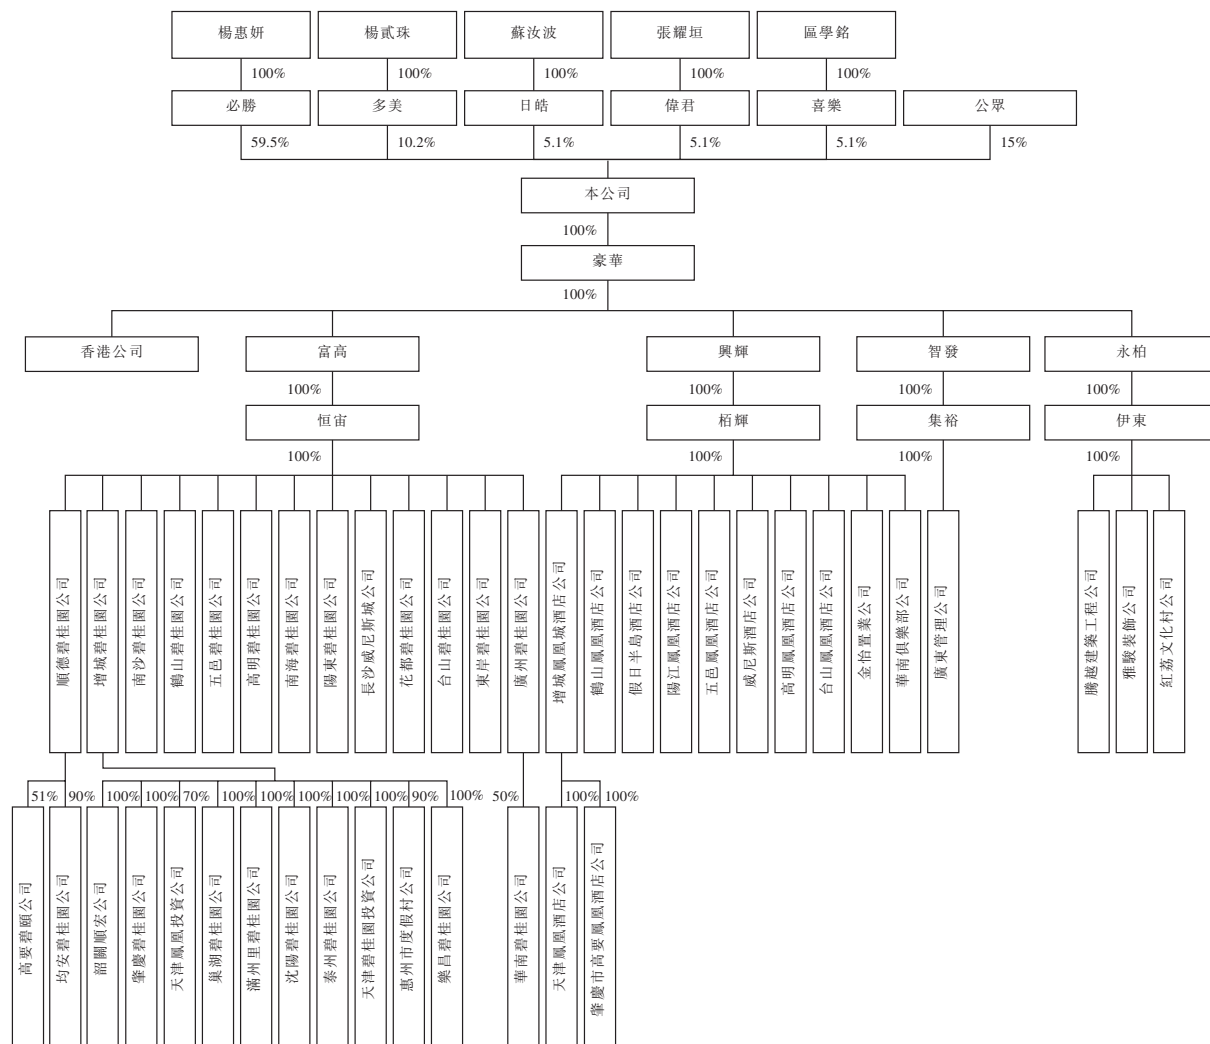 楊惠妍
楊貳珠
蘇汝波
張耀垣
區學銘
100%
100%
100%
100%
100%
必勝
多美
日皓
偉君
喜樂
公眾
59.5%
10.2%
5.1%
5.1%
5.1%
15%
本公司
100%
豪華
100%
香港公司
富高
興輝
智發
永柏
100%
100%
100%
100%
恒宙
栢輝
集裕
伊東
100%
100%
100%
100%
順德碧桂園公司
增城碧桂園公司
南沙碧桂園公司
鶴山碧桂園公司
五邑碧桂園公司
高明碧桂園公司
南海碧桂園公司
陽東碧桂園公司
長沙威尼斯城公司
花都碧桂園公司
台山碧桂園公司
東岸碧桂園公司
廣州碧桂園公司
增城鳳凰城酒店公司
鶴山鳳凰酒店公司
假日半島酒店公司
陽江鳳凰酒店公司
五邑鳳凰酒店公司
威尼斯酒店公司
高明鳳凰酒店公司
台山鳳凰酒店公司
金怡置業公司
華南俱樂部公司
廣東管理公司
騰越建築工程公司
雅駿裝飾公司
紅荔文化村公司
51%
90%
100%
100%
70%
100%
100%
100%
100%
100%
90%
100%
50%
100%
100%
高要碧頤公司
均安碧桂園公司
韶關順宏公司
肇慶碧桂園公司
天津鳳凰投資公司
巢湖碧桂園公司
滿州里碧桂園公司
沈陽碧桂園公司
泰州碧桂園公司
天津碧桂園投資公司
惠州市度假村公司
樂昌碧桂園公司
華南碧桂園公司
天津鳳凰酒店公司
肇慶市高要鳳凰酒店公司